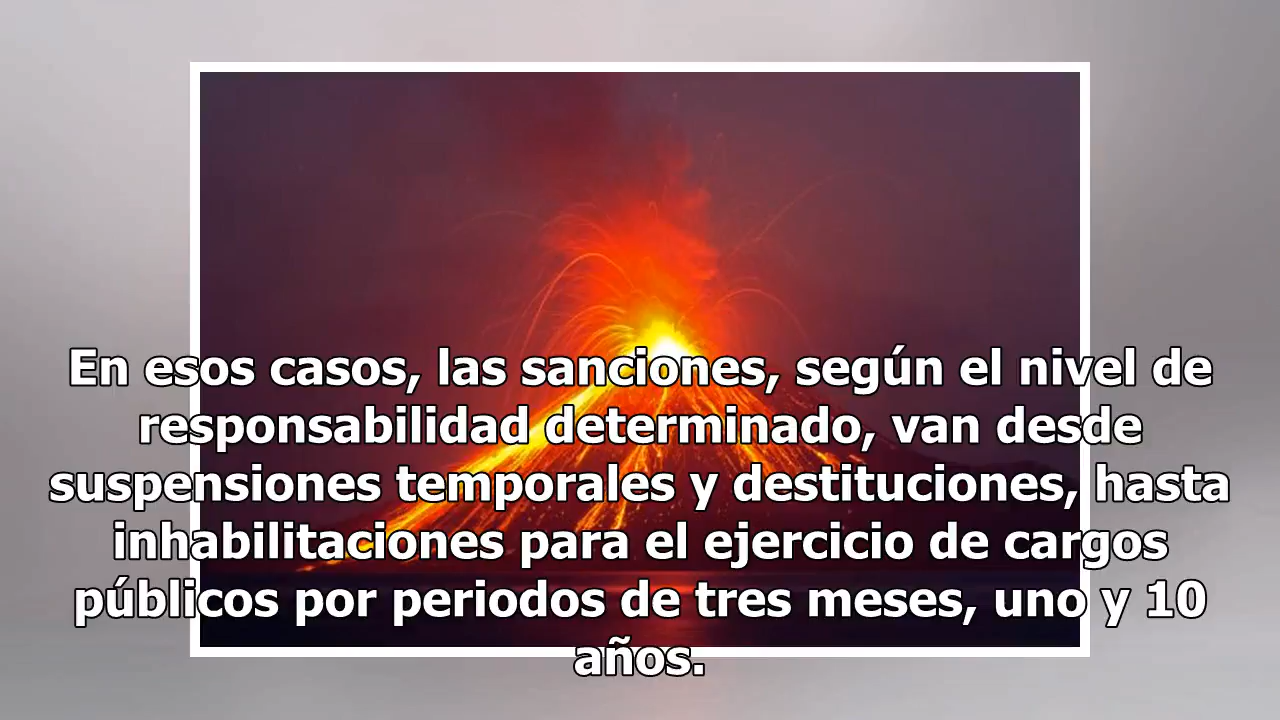 En esos casos, las sanciones, según el nivel de
responsabilidad determinado, van desde
suspensiones temporales y destituciones, hasta
inhabilitaciones para el ejercicio de cargos
públicos por periodos de tres meses, uno y 10
años.